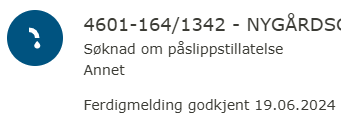 4601-164/1342 - NYGÅRDSG
Søknad om påslippstillatelse
Annet
Ferdigmelding godkjent 19.06.2024